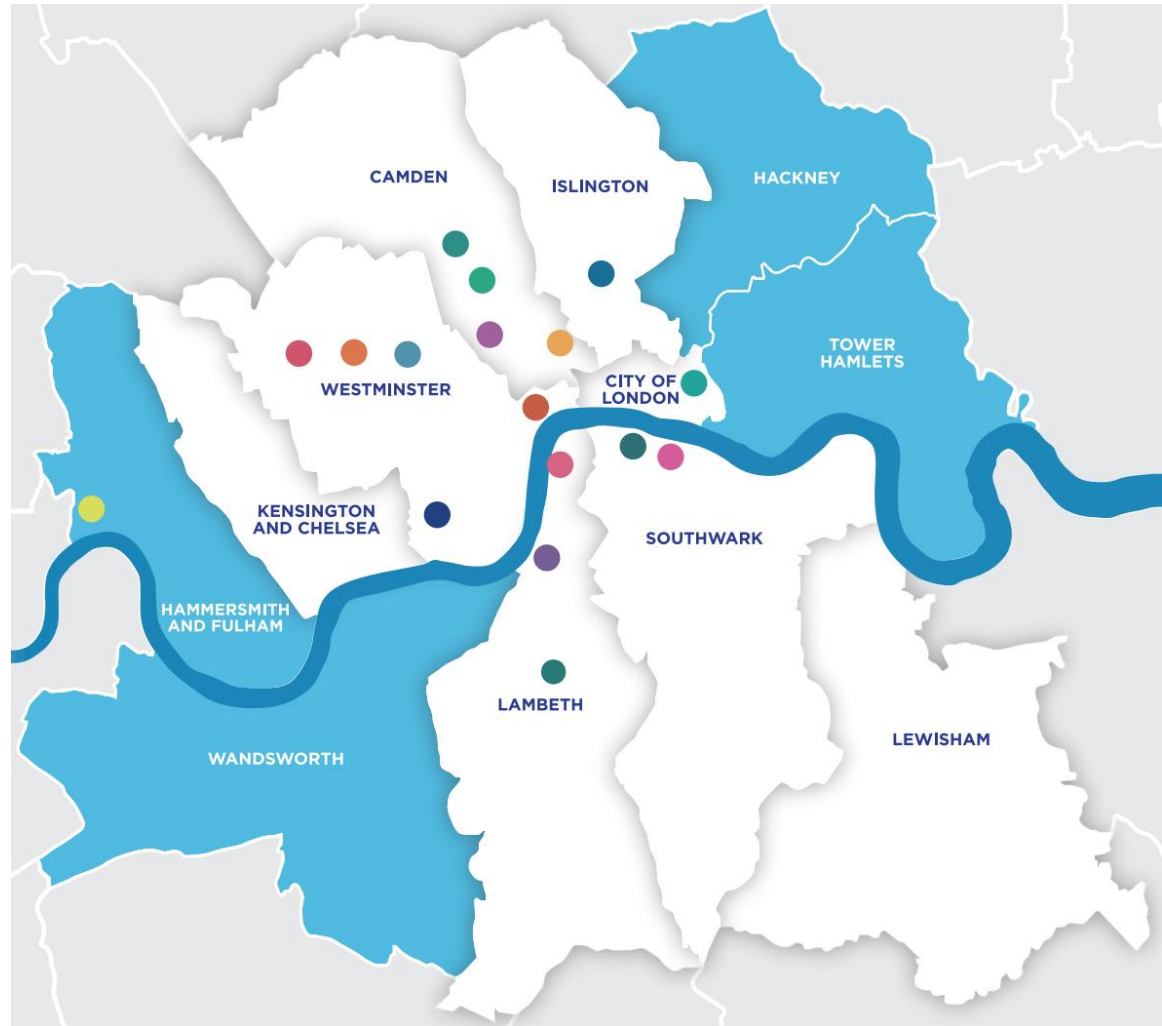 CAMDEN
ISLINGTON
HACKNEY
TOWER
HAMLETS
WESTMINSTER
CITY OF
LONDON
KENSINGTON
AND CHELSEA
SOUTHWARK
HAMMERSMITH
AND FULHAM
LAMBETH
LEWISHAM
WANDSWORTH